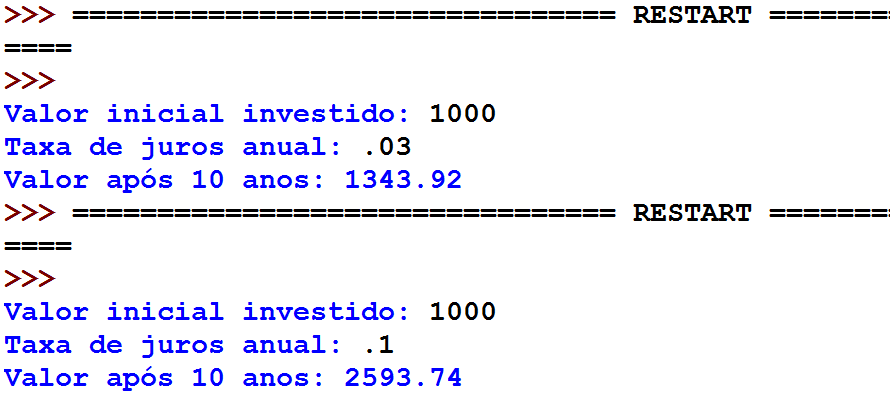 >>> ================================ RESTART ========
====
>>>
Valor inicial investido: 1000
Taxa de juros anual: .03
Valor após 10 anos: 1343.92
>>> ================================ RESTART ========
====
>>>
Valor inicial investido: 1000
Taxa de juros anual: .1
Valor após 10 anos: 2593.74